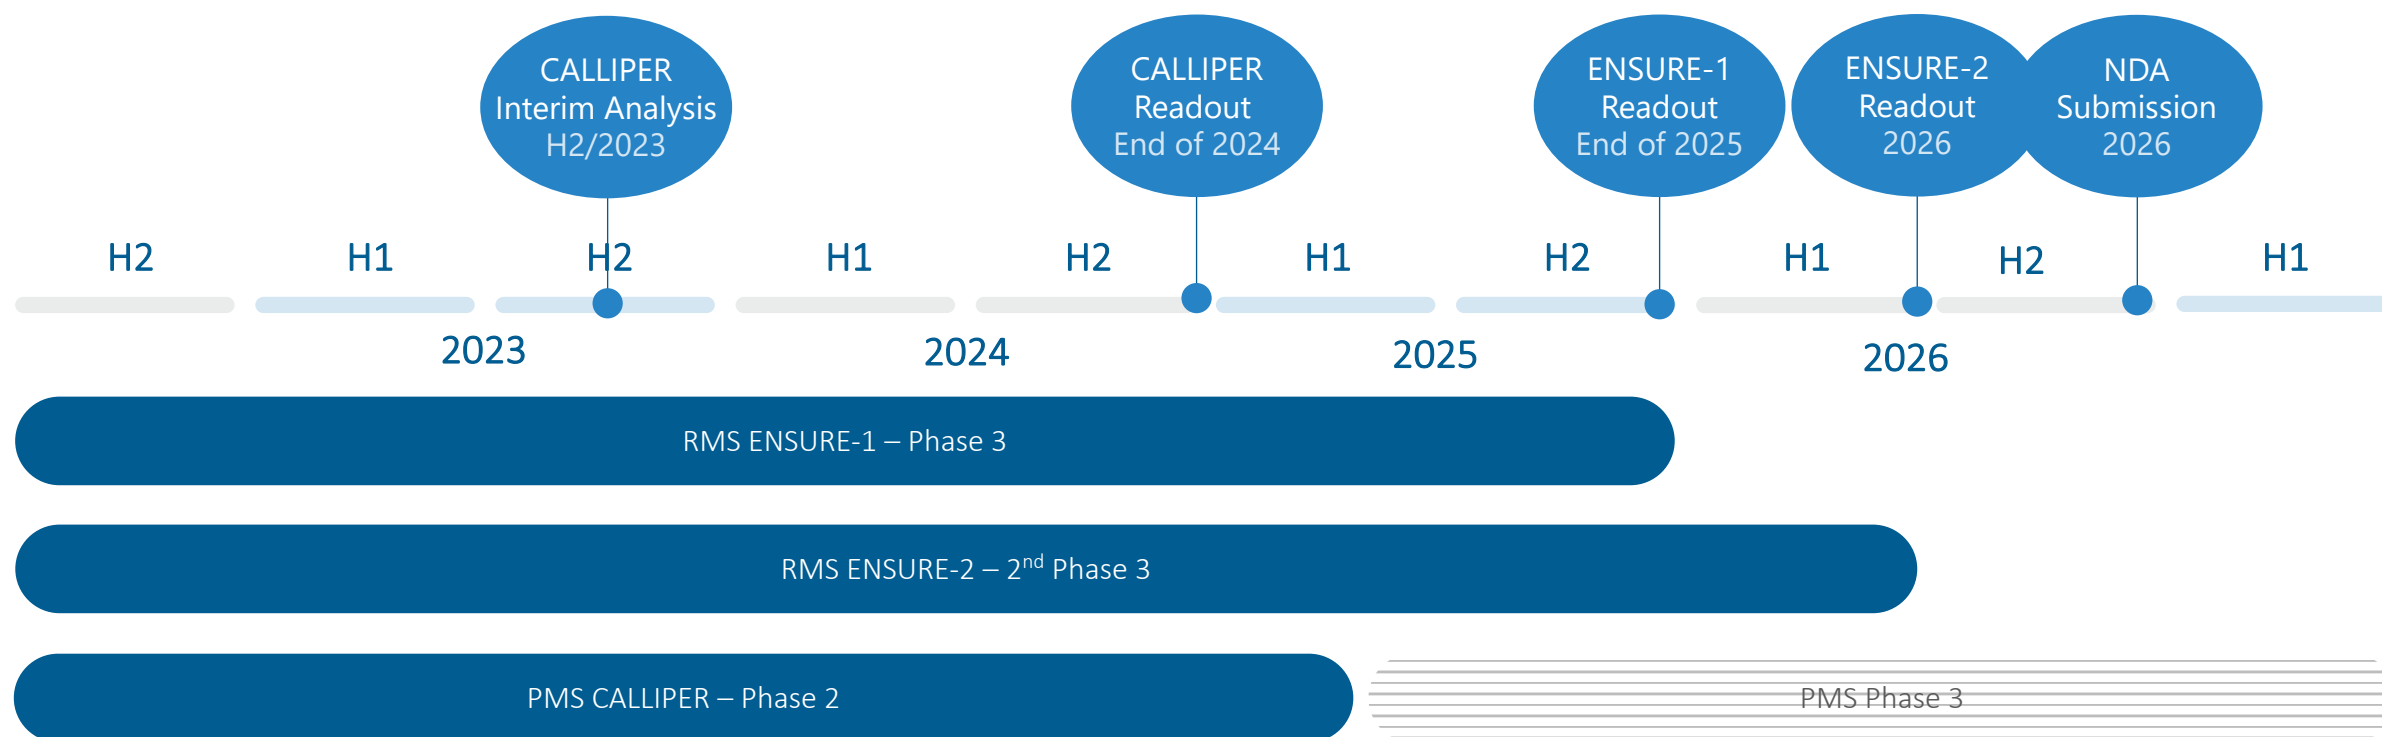 CALLIPER
Interim Analysis
H2/2023
CALLIPER
Readout
End of 2024
ENSURE-1
Readout
End of 2025
ENSURE-2
Readout
2026
NDA
Submission
2026
H2
H1
H2
H1
H2
H1
H2
H1
H2
H1
2023
2024
2025
2026
RMS ENSURE-1 – Phase 3
RMS ENSURE-2 – 2nd Phase 3
PMS CALLIPER – Phase 2
PMS Phase 3